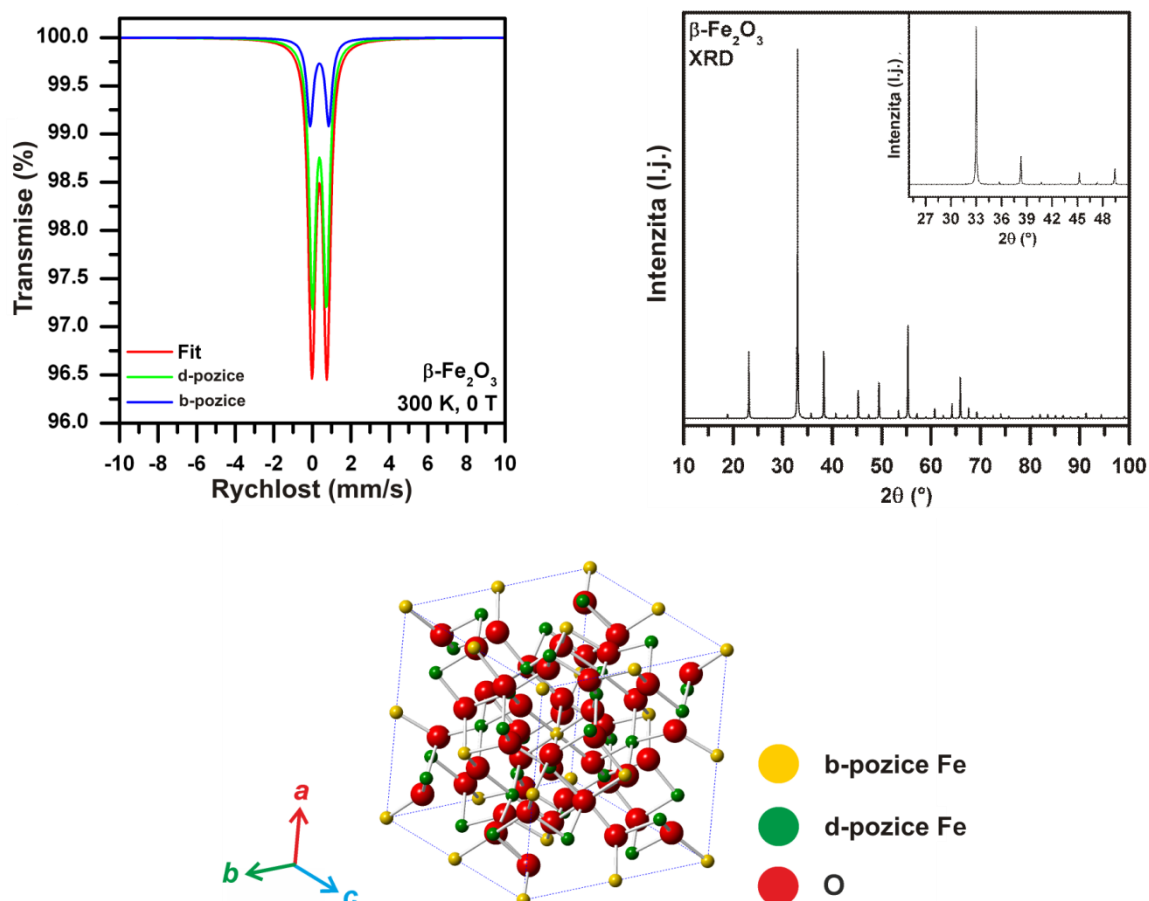 100.0
99.5
99.0
98.5
98.0
97.5
97.0
96.5
96.0
Transmise (%)
Fit
d-pozice
b-pozice
β-Fe₂O₃
300 K, 0 T
-10 -8 -6 -4 -2 0 2 4 6 8 10
Rychlost (mm/s)
β-Fe₂O₃
XRD
Intenzita (l.j.)
Intenzita (l.j.)
27 30 33 36 39 42 45 48
2θ (°)
10 20 30 40 50 60 70 80 90 100
2θ (°)
a
b
c
b-pozice Fe
d-pozice Fe
O